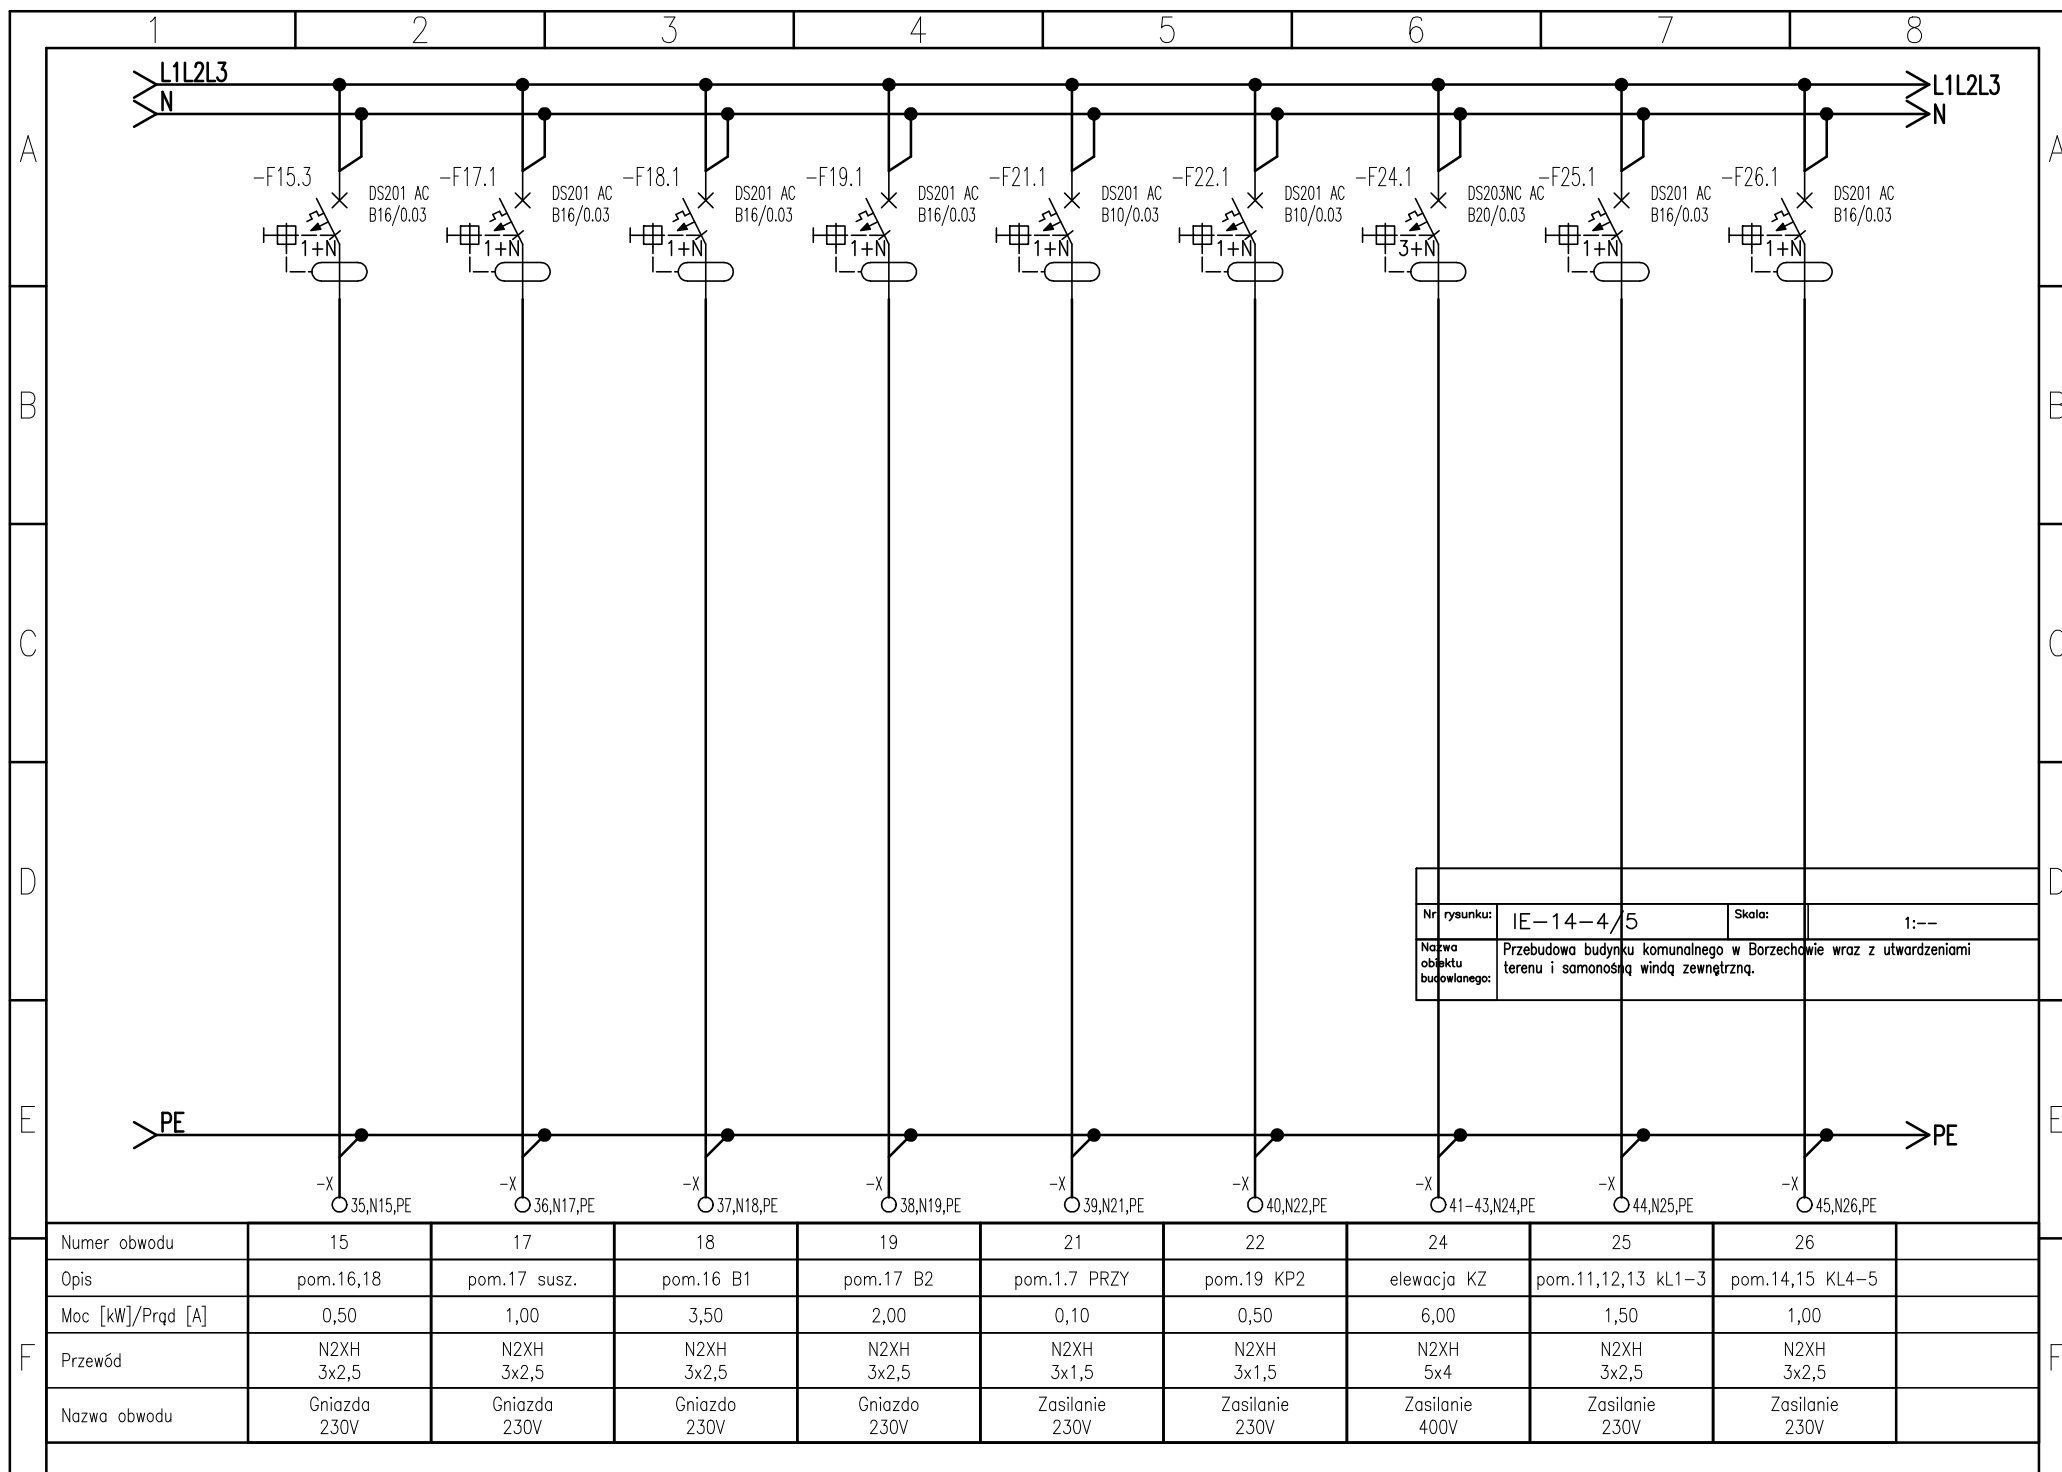 1 2 3 4 5 6 7 8
L1L2L3 L1L2L3
N N
A A
-F15.3 DS201 AC B16/0.03 1+N
-F17.1 DS201 AC B16/0.03 1+N
-F18.1 DS201 AC B16/0.03 1+N
-F19.1 DS201 AC B16/0.03 1+N
-F21.1 DS201 AC B10/0.03 1+N
-F22.1 DS201 AC B10/0.03 1+N
-F24.1 DS203NC AC B20/0.03 3+N
-F25.1 DS201 AC B16/0.03 1+N
-F26.1 DS201 AC B16/0.03 1+N
B B
C C
D D
Nr rysunku: IE-14-4/5 Skala: 1:--
Nazwa obiektu budowlanego: Przebudowa budynku komunalnego w Borzechowie wraz z utwardzeniami
terenu i samonośną windą zewnętrzną.
E E
PE PE
-X -X -X -X -X -X -X -X -X
35,N15,PE 36,N17,PE 37,N18,PE 38,N19,PE 39,N21,PE 40,N22,PE 41-43,N24,PE 44,N25,PE 45,N26,PE
Numer obwodu 15 17 18 19 21 22 24 25 26
Opis pom.16,18 pom.17 susz. pom.16 B1 pom.17 B2 pom.1.7 PRZY pom.19 KP2 elewacja KZ pom.11,12,13 kL1-3 pom.14,15 KL4-5
Moc [kW]/Prąd [A] 0,50 1,00 3,50 2,00 0,10 0,50 6,00 1,50 1,00
F F
Przewód N2XH N2XH N2XH N2XH N2XH N2XH N2XH N2XH N2XH
3x2,5 3x2,5 3x2,5 3x2,5 3x1,5 3x1,5 5x4 3x2,5 3x2,5
Nazwa obwodu Gniazda Gniazda Gniazdo Gniazdo Zasilanie Zasilanie Zasilanie Zasilanie Zasilanie
230V 230V 230V 230V 230V 230V 400V 230V 230V